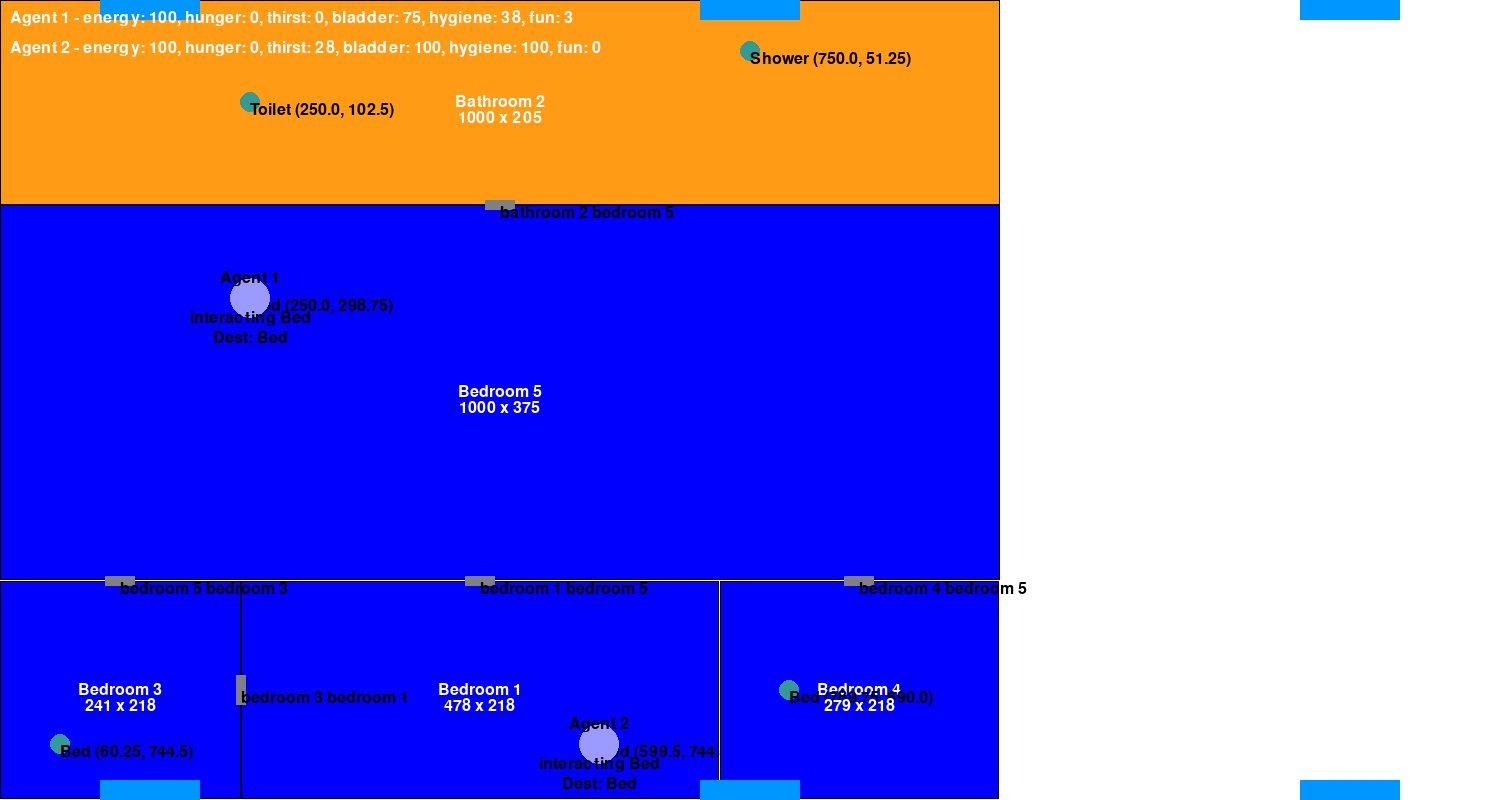 Agent 1 - energy: 100, hunger: 0, thirst: 0, bladder: 75, hygiene: 38, fun: 3
Agent 2 - energy: 100, hunger: 0, thirst: 28, bladder: 100, hygiene: 100, fun: 0
Shower (750.0, 51.25)
Toilet (250.0, 102.5)
Bathroom 2
1000 x 205
bathroom 2 bedroom 5
Agent 1
d (250.0, 298.75)
interacting Bed
Dest: Bed
Bedroom 5
1000 x 375
bedroom 5 bedroom 3
bedroom 1 bedroom 5
bedroom 4 bedroom 5
Bedroom 3
241 x 218
bedroom 3 bedroom 1
Bedroom 1
478 x 218
Bedroom 4
279 x 218
Bed 90.0)
Agent 2
Bed (60.25, 744.5)
d (599.5, 744.
interacting Bed
Dest: Bed